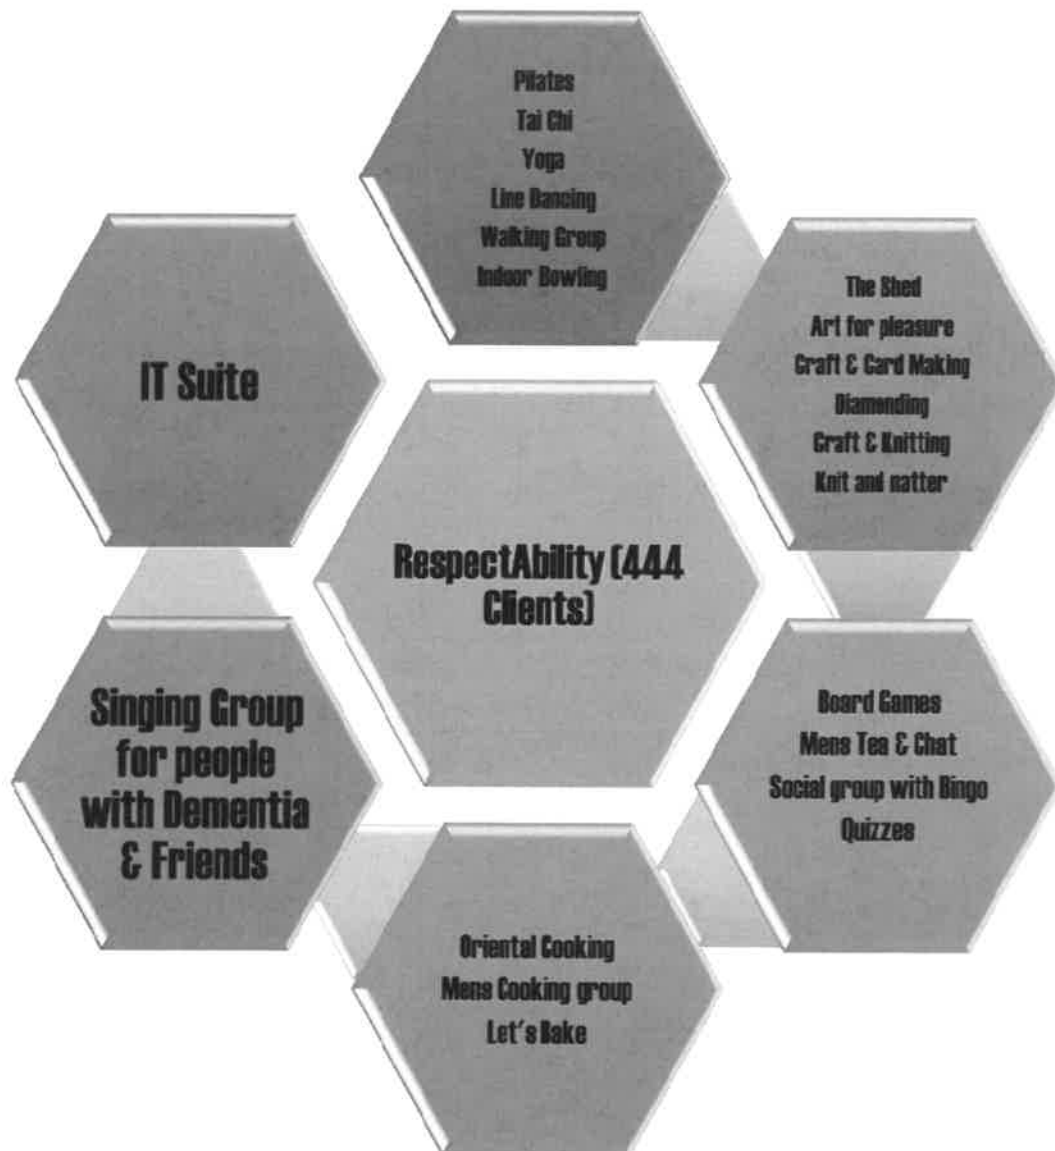 Pilates
Tai Chi
Yoga
Line Dancing
Walking Group
Indoor Bowling
The Shed
Art for pleasure
Craft & Card Making
Diamonding
Craft & Knitting
Knit and natter
Board Games
Mens Tea & Chat
Social group with Bingo
Quizzes
Oriental Cooking
Mens Cooking group
Let's Bake
Singing Group
for people
with Dementia
& Friends
IT Suite
RespectAbility (444
Clients)